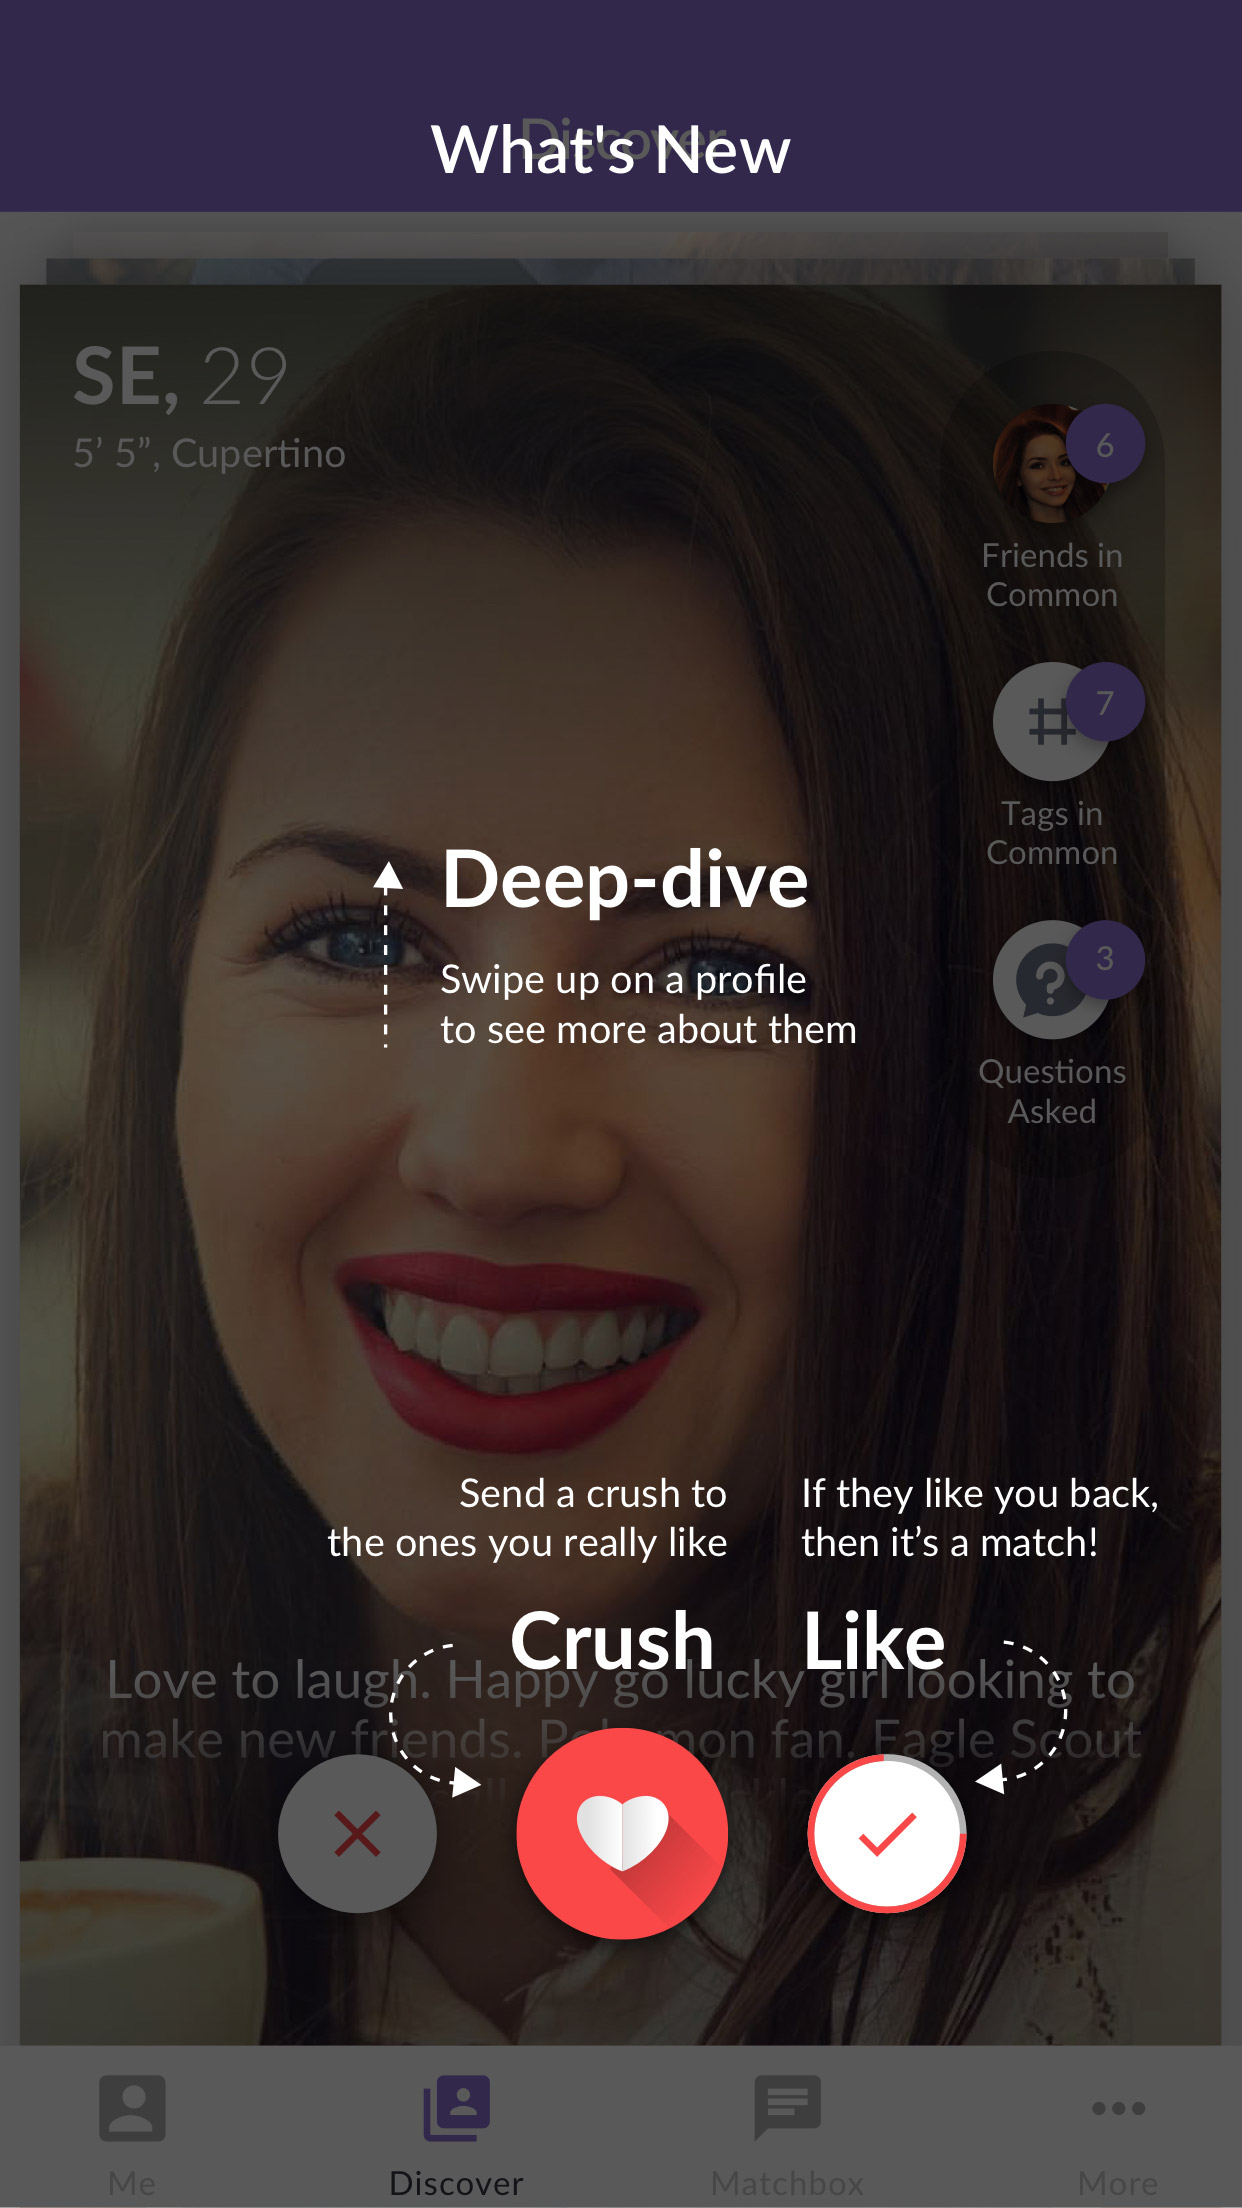 Discover
What's New
SE, 29
5’ 5”, Cupertino
6
Friends in
Common
7
Tags in
Common
3
Questions
Asked
Deep-dive
Swipe up on a profile
to see more about them
Send a crush to
the ones you really like
If they like you back,
then it’s a match!
Crush
Like
Love to laugh. Happy go lucky girl looking to
make new friends. Pokemon fan. Eagle Scout
Me
Discover
Matchbox
More